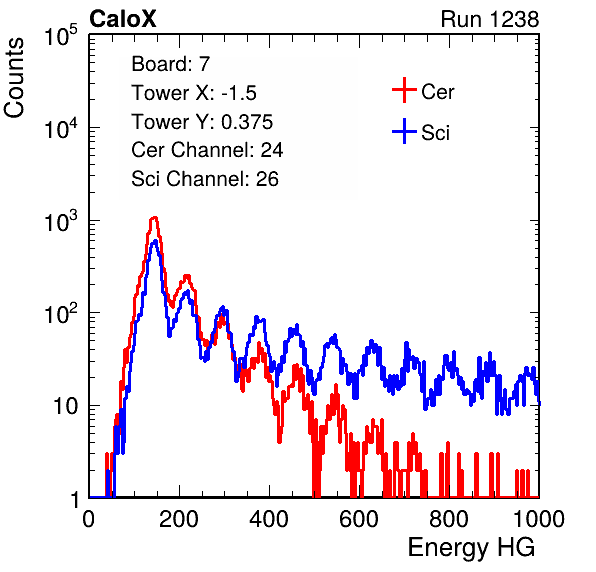 CaloX Run 1238
Counts
Board: 7
Tower X: -1.5
Tower Y: 0.375
Cer Channel: 24
Sci Channel: 26
Cer
Sci
10^5
10^4
10^3
10^2
10
1
0 200 400 600 800 1000
Energy HG